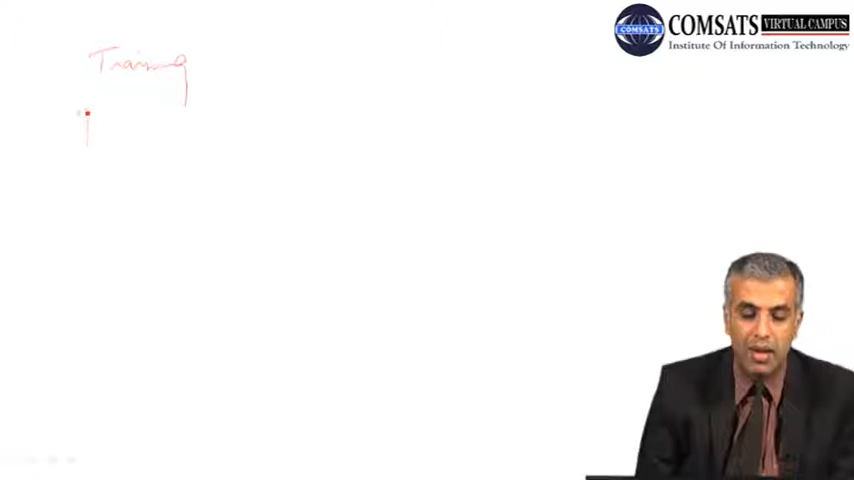 COMSATS VIRTUAL CAMPUS
Institute Of Information Technology
COMSATS
Training